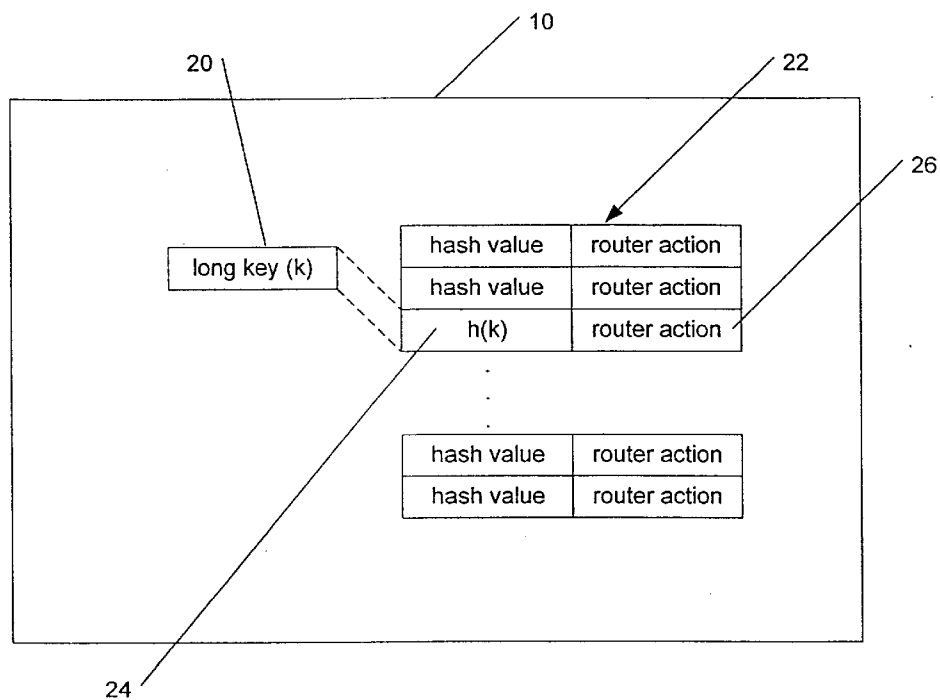 10
20
22
26
hash value router action
long key (k)
hash value router action
h(k) router action
hash value router action
hash value router action
24